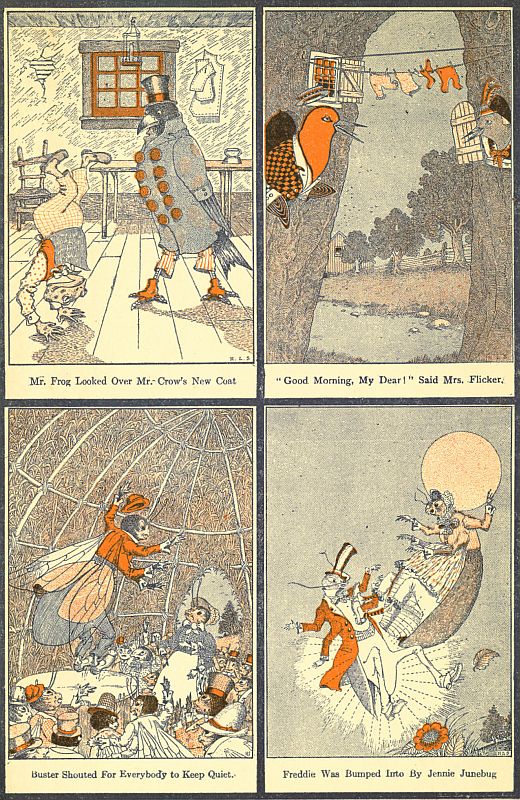 H. L. S
Mr. Frog Looked Over Mr. Crow's New Coat
"Good Morning, My Dear!" Said Mrs. Flicker.
Buster Shouted For Everybody to Keep Quiet.
Freddie Was Bumped Into By Jennie Junebug